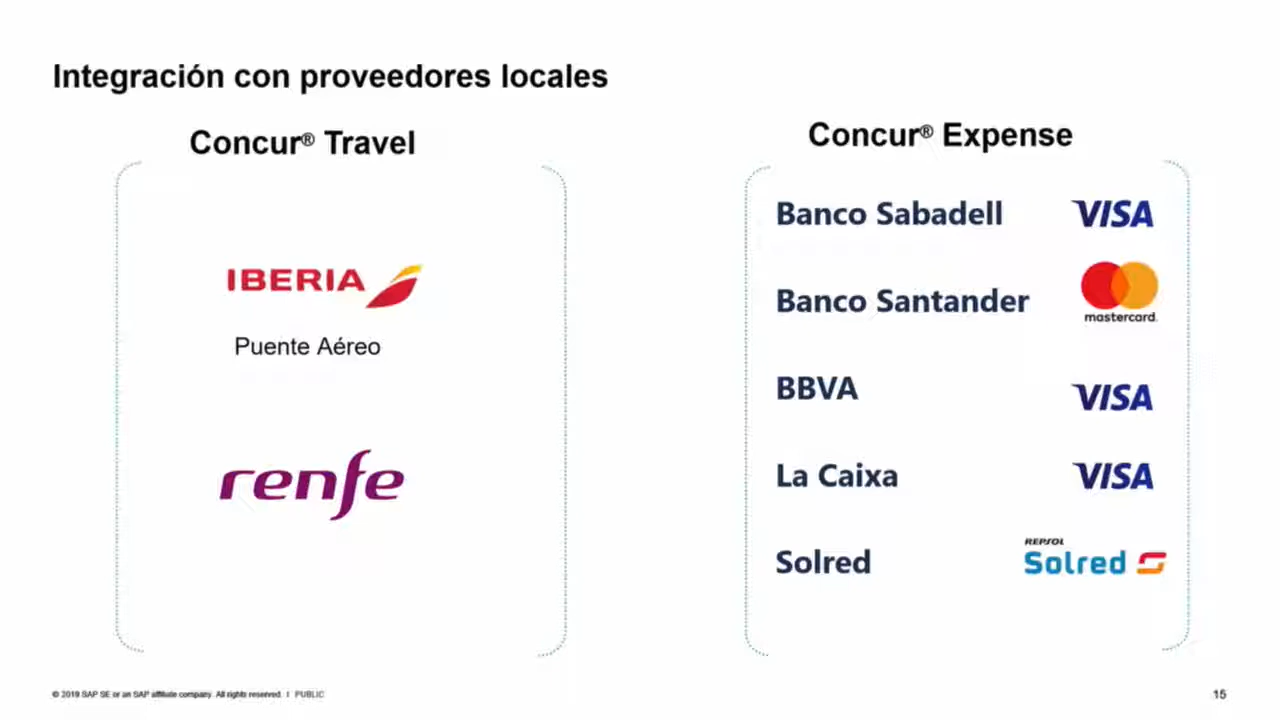 Integración con proveedores locales
Concur® Travel
IBERIA
Puente Aéreo
renfe
Concur® Expense
Banco Sabadell VISA
Banco Santander mastercard.
BBVA VISA
La Caixa VISA
Solred REPSOL Solred
© 2019 SAP SE or an SAP affiliate company. All rights reserved. I PUBLIC
15